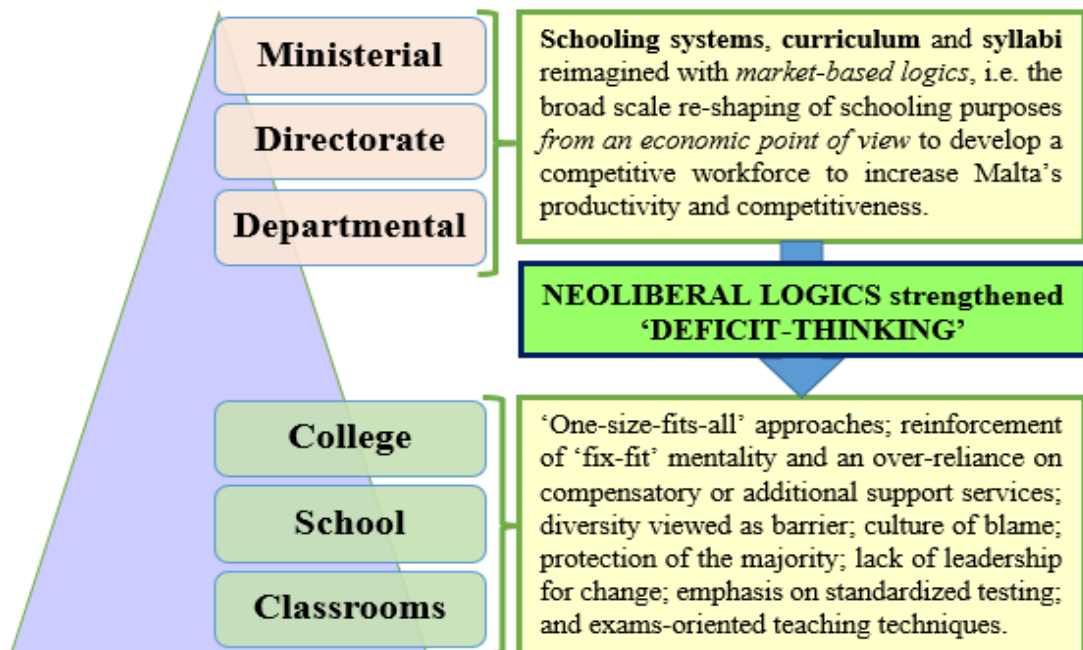 Ministerial
Directorate
Departmental
Schooling systems, curriculum and syllabi
reimagined with market-based logics, i.e. the
broad scale re-shaping of schooling purposes
from an economic point of view to develop a
competitive workforce to increase Malta's
productivity and competitiveness.
NEOLIBERAL LOGICS strengthened
‘DEFICIT-THINKING’
College
School
Classrooms
‘One-size-fits-all’ approaches; reinforcement
of ‘fix-fit’ mentality and an over-reliance on
compensatory or additional support services;
diversity viewed as barrier; culture of blame;
protection of the majority; lack of leadership
for change; emphasis on standardized testing;
and exams-oriented teaching techniques.